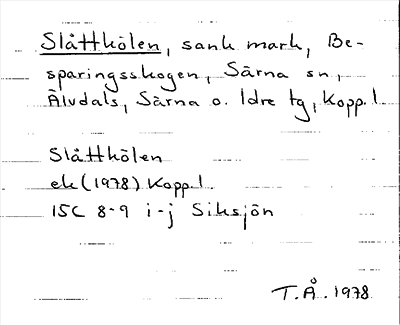 Slåttkölen, sank mark, Be-
sparingsskogen, Särna sn.,
Älvdals, Särna o. Idre tg, Kopp. l.
Slåttkölen
ek (1978) Kopp. l.
15C 8-9 i-j Siksjön
T.Å. 1978